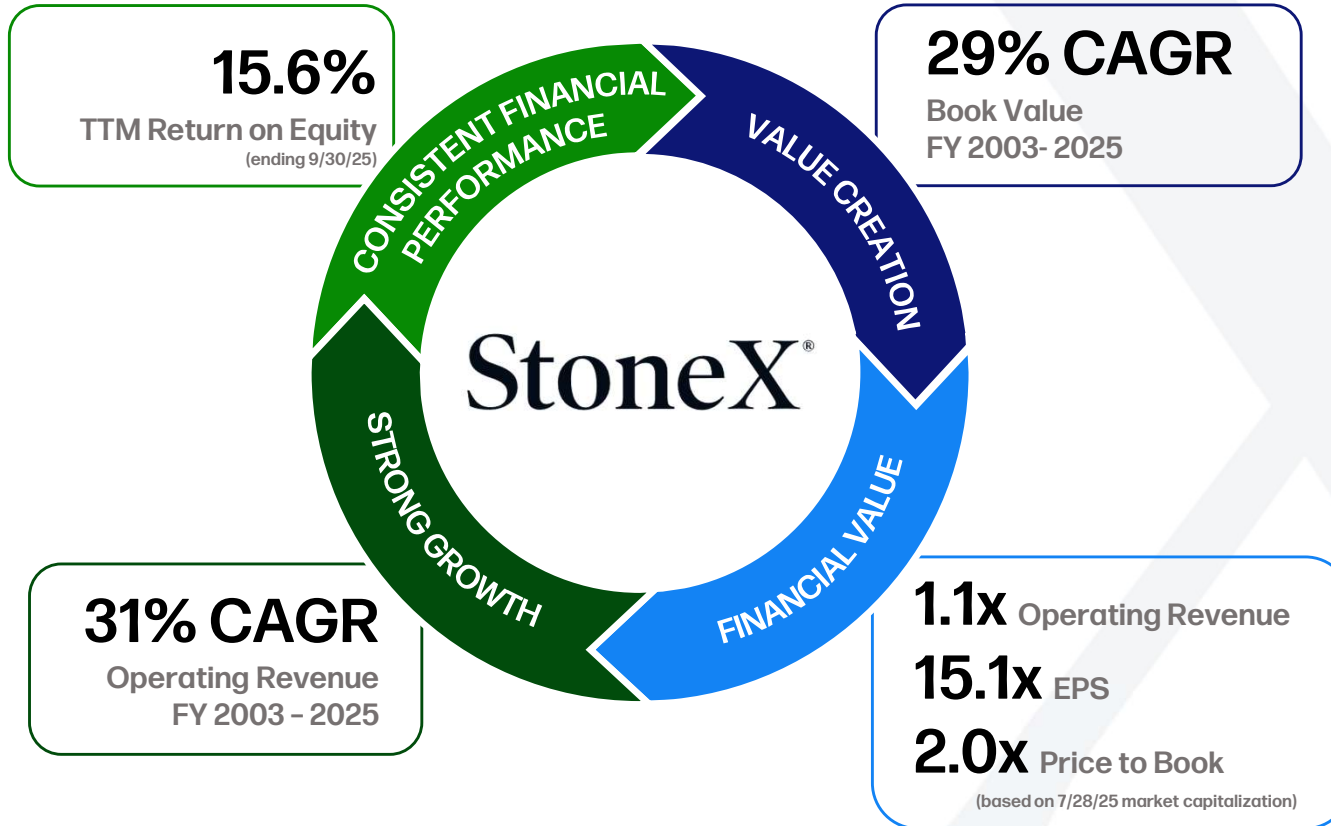 15.6%
TTM Return on Equity
(ending 9/30/25)
29% CAGR
Book Value
FY 2003- 2025
CONSISTENT FINANCIAL
PERFORMANCE
VALUE CREATION
StoneX®
STRONG GROWTH
FINANCIAL VALUE
31% CAGR
Operating Revenue
FY 2003 – 2025
1.1x Operating Revenue
15.1x EPS
2.0x Price to Book
(based on 7/28/25 market capitalization)